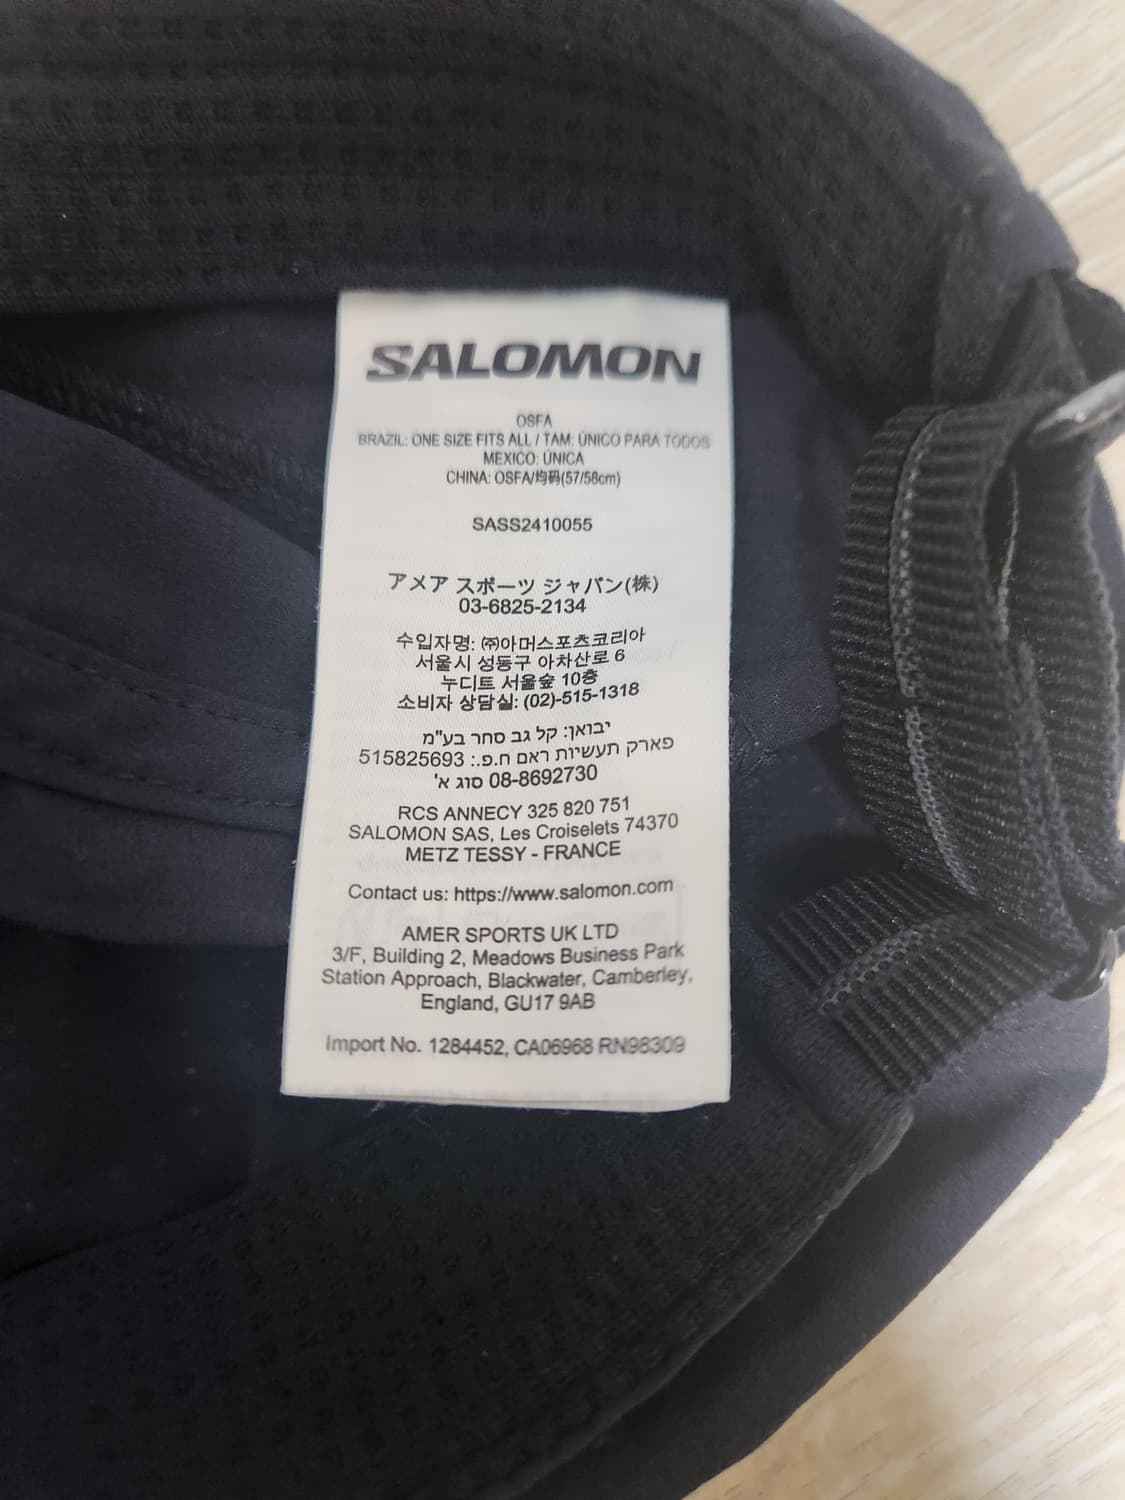 SALOMON
OSFA
BRAZIL: ONE SIZE FITS ALL / TAM: ÚNICO PARA TODOS
MEXICO: ÚNICA
CHINA: OSFA/均码(57/58cm)
SASS2410055
アメア スポーツ ジャパン(株)
03-6825-2134
수입자명: ㈜아머스포츠코리아
서울시 성동구 아차산로 6
누디트 서울숲 10층
소비자 상담실: (02)-515-1318
יבואן: קל גב סחר בע"מ
פארק תעשיות ראם ח.פ.: 515825693
08-8692730 סוג א'
RCS ANNECY 325 820 751
SALOMON SAS, Les Croiselets 74370
METZ TESSY - FRANCE
Contact us: https://www.salomon.com
AMER SPORTS UK LTD
3/F, Building 2, Meadows Business Park
Station Approach, Blackwater, Camberley,
England, GU17 9AB
Import No. 1284452, CA06968 RN98309